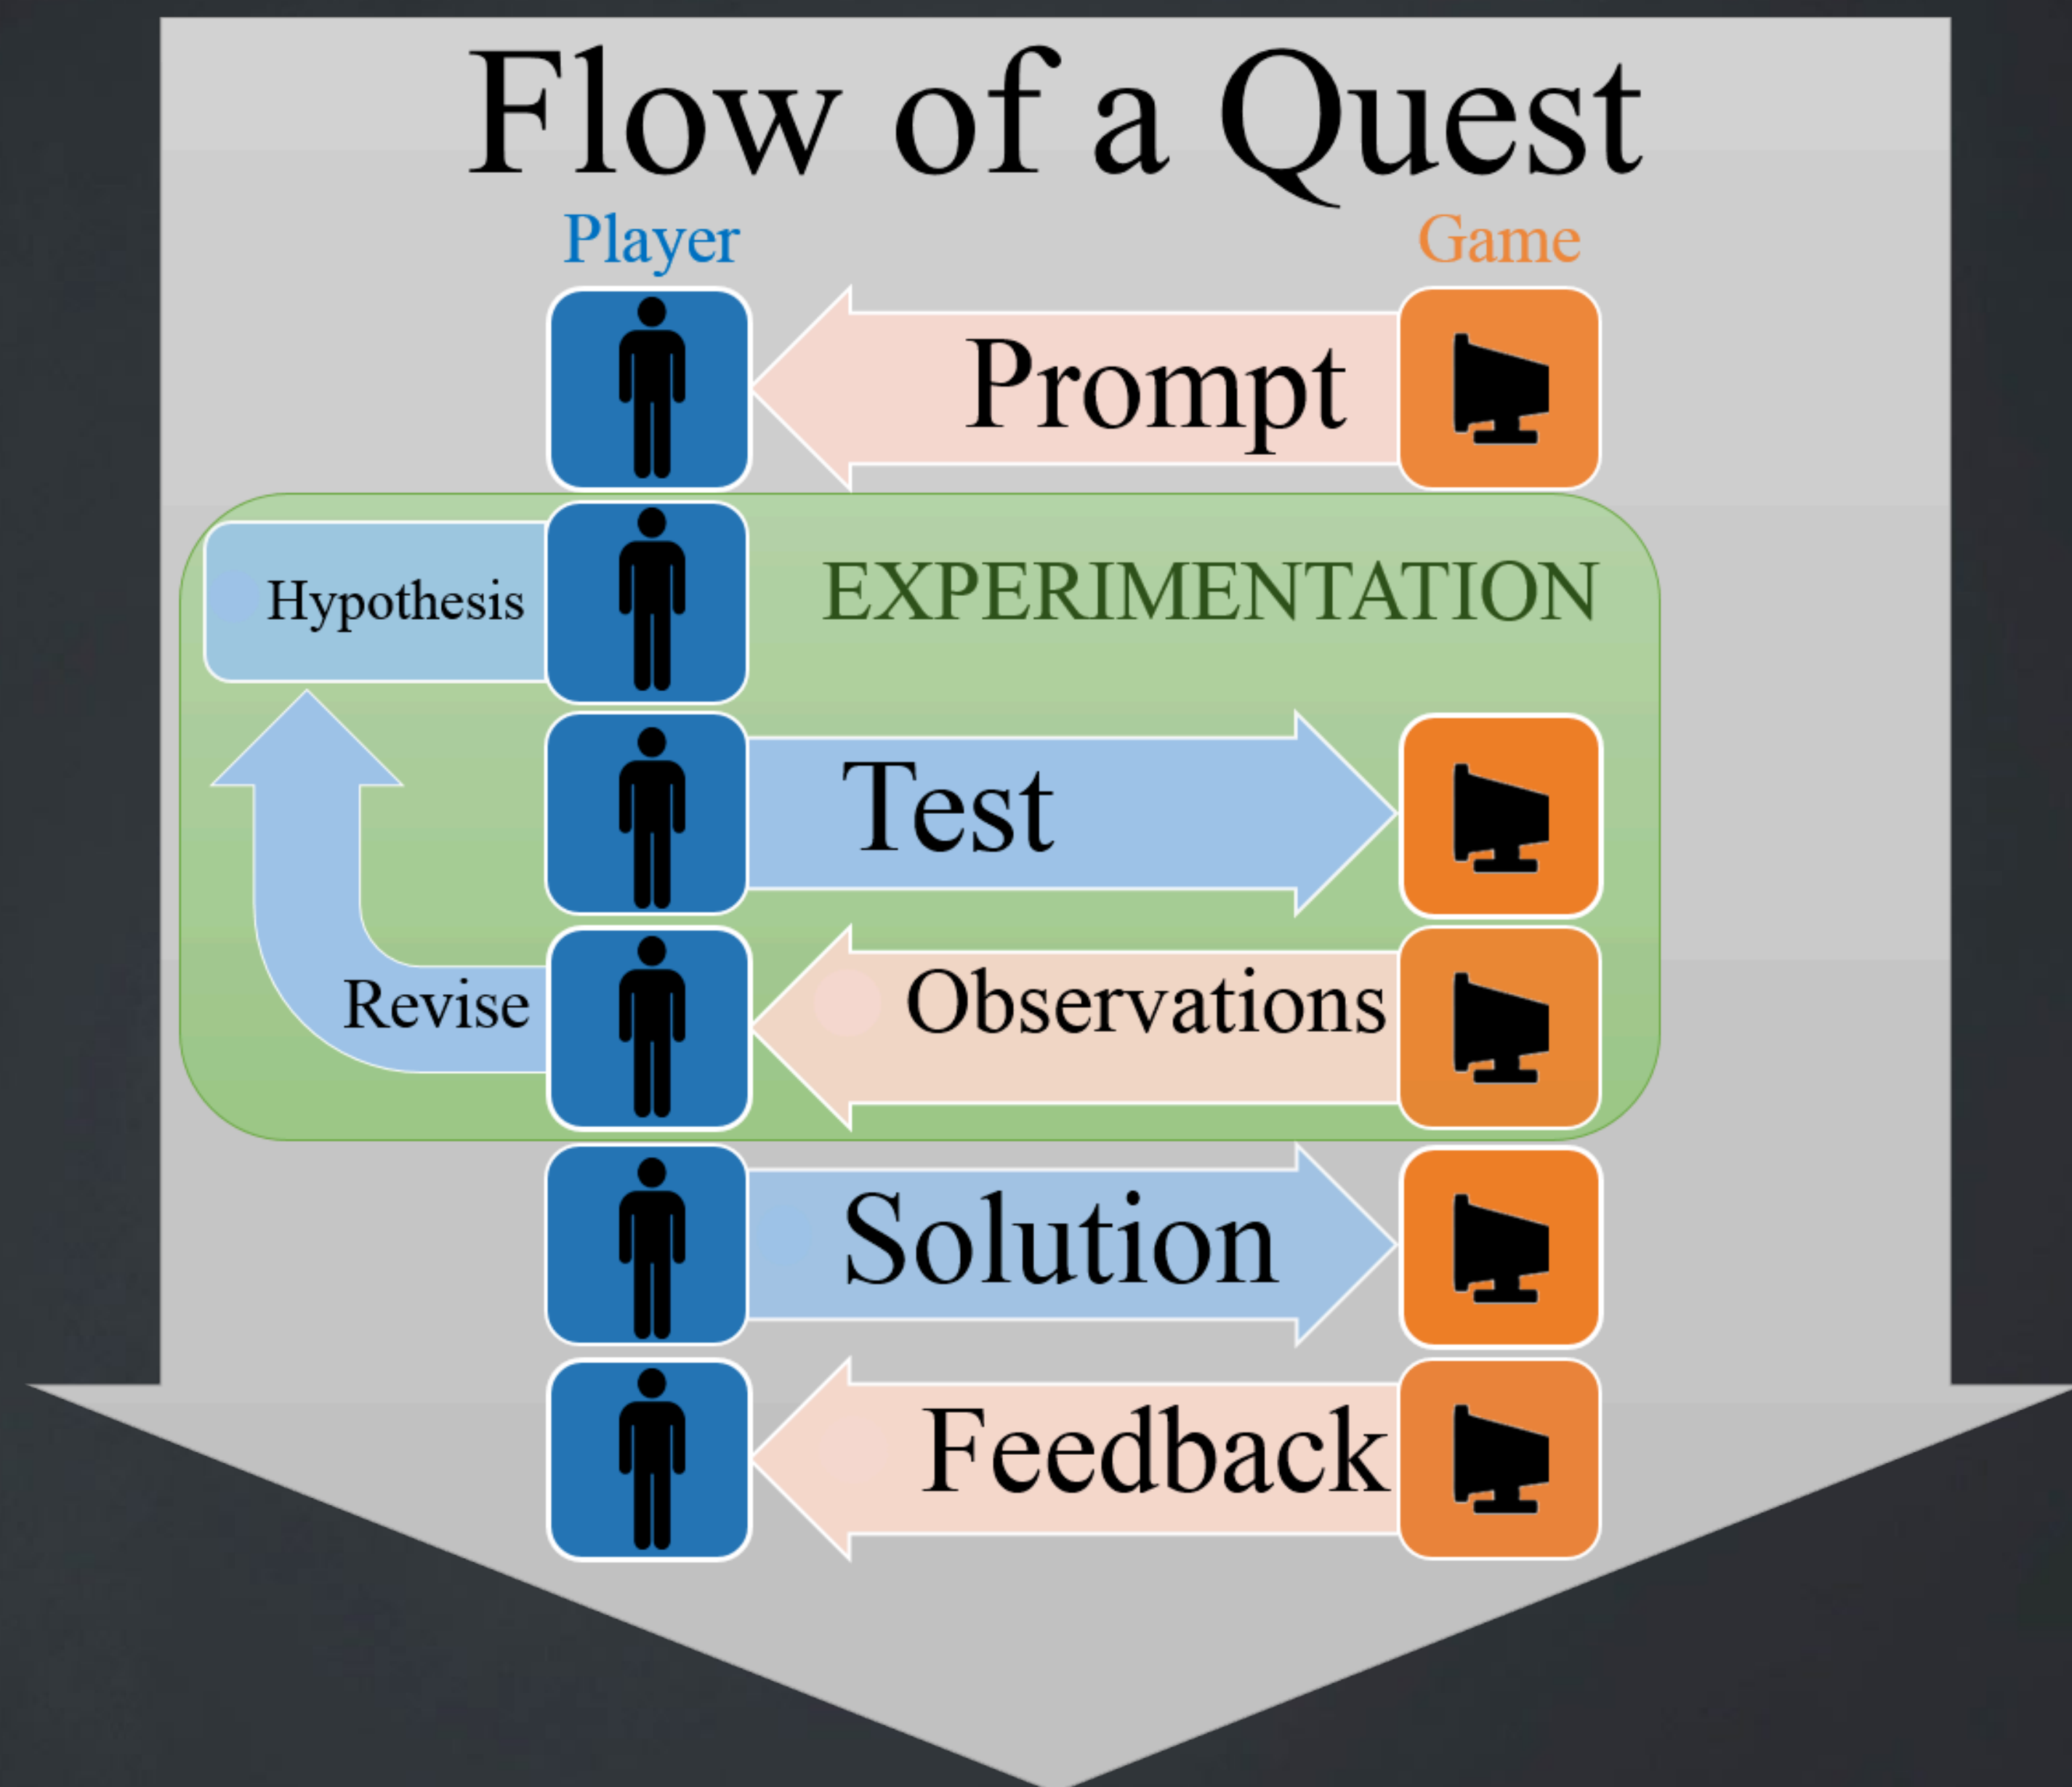 Flow of a Quest
Player Game
Prompt
Hypothesis EXPERIMENTATION
Test
Revise Observations
Solution
Feedback